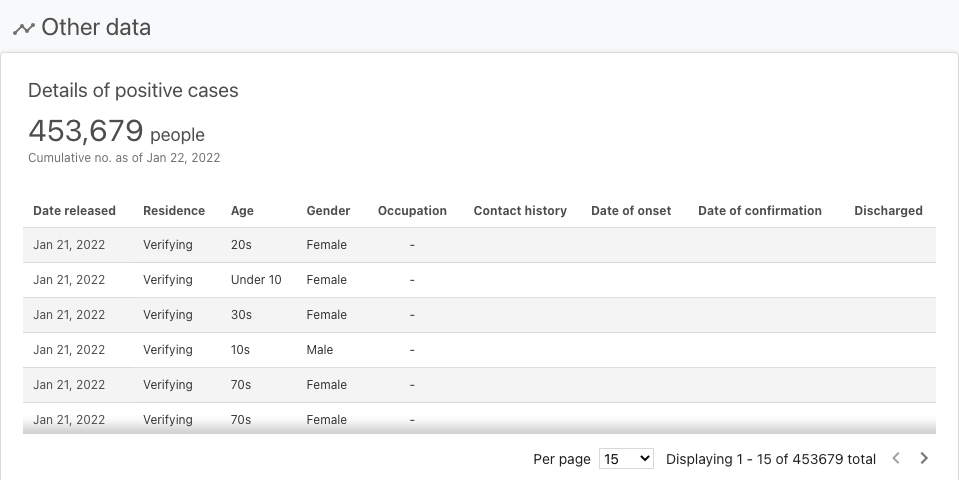 Other data
Details of positive cases
453,679 people
Cumulative no. as of Jan 22, 2022
Date released Residence Age Gender Occupation Contact history Date of onset Date of confirmation Discharged
Jan 21, 2022 Verifying 20s Female -
Jan 21, 2022 Verifying Under 10 Female -
Jan 21, 2022 Verifying 30s Female -
Jan 21, 2022 Verifying 10s Male -
Jan 21, 2022 Verifying 70s Female -
Jan 21, 2022 Verifying 70s Female -
Per page 15 Displaying 1 - 15 of 453679 total